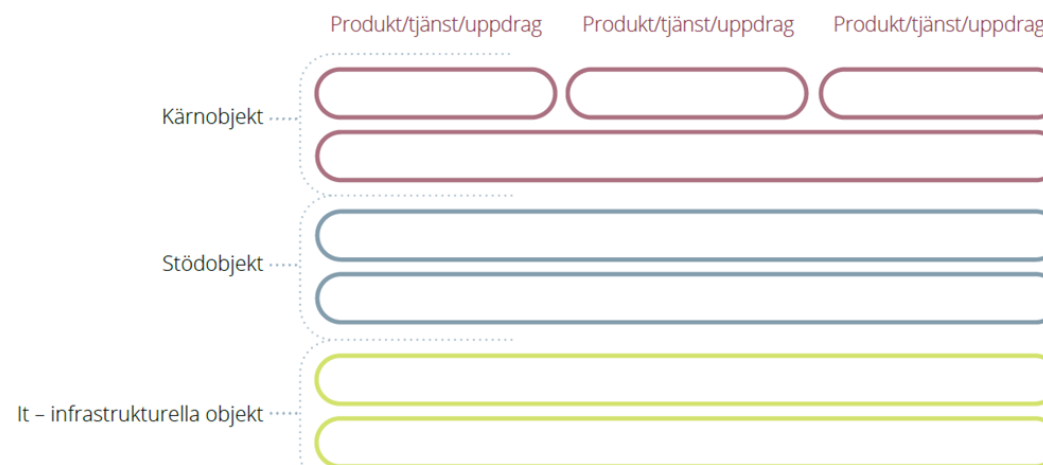 Produkt/tjänst/uppdrag Produkt/tjänst/uppdrag Produkt/tjänst/uppdrag
Kärnobjekt
Stödobjekt
It – infrastrukturella objekt